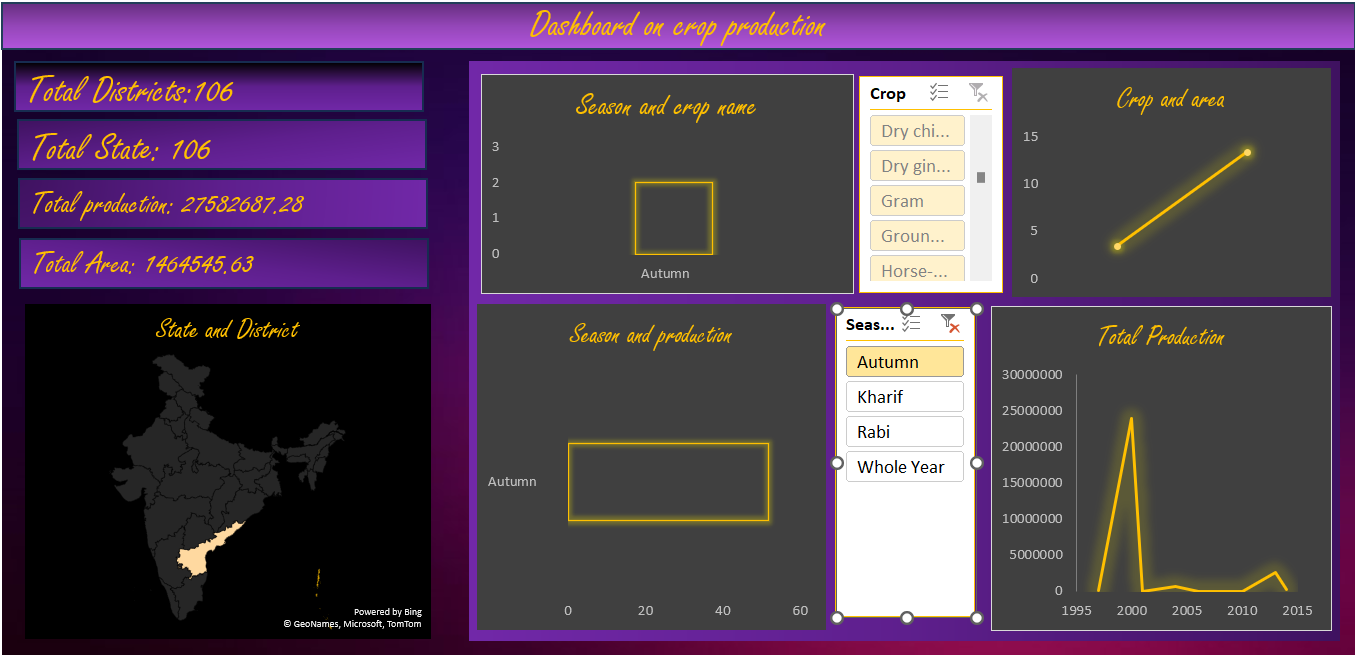 Dashboard on crop production
Total Districts:106
Total State: 106
Total production: 27582687.28
Total Area: 1464545.63
State and District
Powered by Bing
© GeoNames, Microsoft, TomTom
Season and crop name
3
2
1
0
Autumn
Crop
Dry chi...
Dry gin...
Gram
Groun...
Horse-...
Crop and area
15
10
5
0
Season and production
Autumn
0 20 40 60
Seas...
Autumn
Kharif
Rabi
Whole Year
Total Production
30000000
25000000
20000000
15000000
10000000
5000000
0
1995 2000 2005 2010 2015